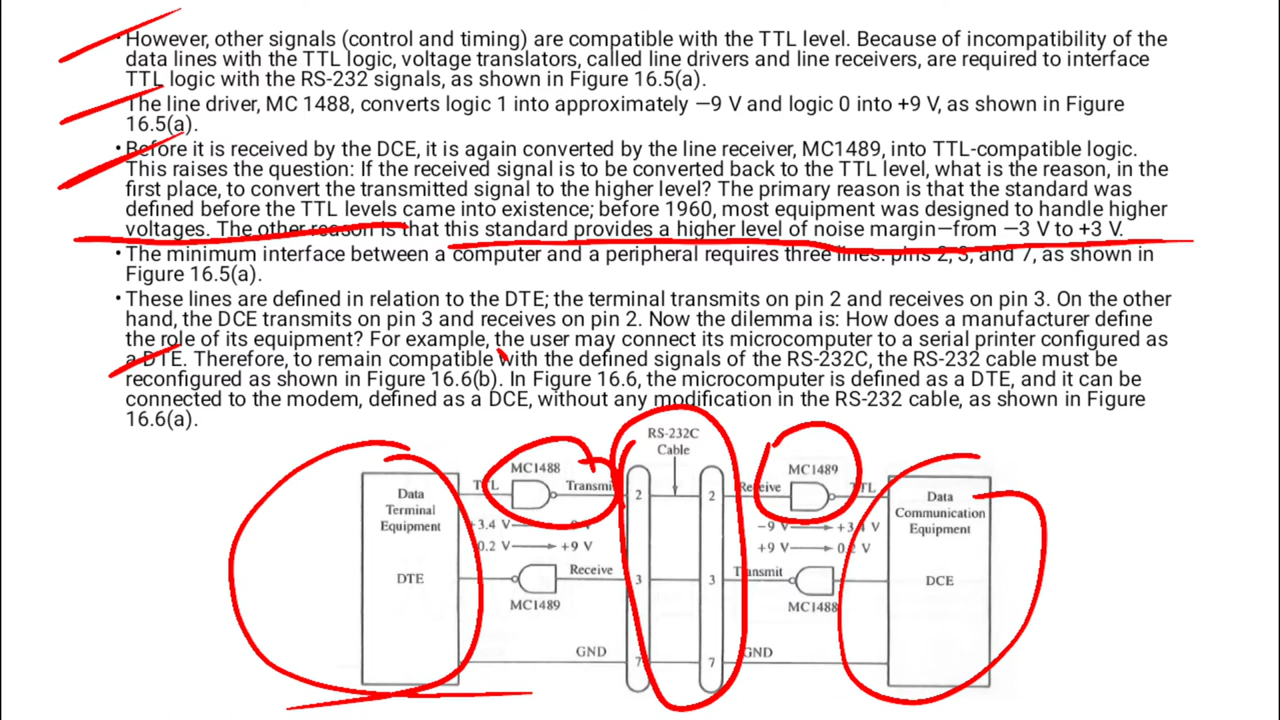 • However, other signals (control and timing) are compatible with the TTL level. Because of incompatibility of the
data lines with the TTL logic, voltage translators, called line drivers and line receivers, are required to interface
TTL logic with the RS-232 signals, as shown in Figure 16.5(a).
• The line driver, MC 1488, converts logic 1 into approximately —9 V and logic 0 into +9 V, as shown in Figure
16.5(a).
• Before it is received by the DCE, it is again converted by the line receiver, MC1489, into TTL-compatible logic.
This raises the question: If the received signal is to be converted back to the TTL level, what is the reason, in the
first place, to convert the transmitted signal to the higher level? The primary reason is that the standard was
defined before the TTL levels came into existence; before 1960, most equipment was designed to handle higher
voltages. The other reason is that this standard provides a higher level of noise margin—from —3 V to +3 V.
• The minimum interface between a computer and a peripheral requires three lines: pins 2, 3, and 7, as shown in
Figure 16.5(a).
• These lines are defined in relation to the DTE; the terminal transmits on pin 2 and receives on pin 3. On the other
hand, the DCE transmits on pin 3 and receives on pin 2. Now the dilemma is: How does a manufacturer define
the role of its equipment? For example, the user may connect its microcomputer to a serial printer configured as
a DTE. Therefore, to remain compatible with the defined signals of the RS-232C, the RS-232 cable must be
reconfigured as shown in Figure 16.6(b). In Figure 16.6, the microcomputer is defined as a DTE, and it can be
connected to the modem, defined as a DCE, without any modification in the RS-232 cable, as shown in Figure
16.6(a).
RS-232C
Cable
MC1488
MC1489
TTL
Transmit
2
2
Receive
TTL
Data
Terminal
Equipment
Data
Communication
Equipment
+3.4 V
−9 V
+3.4 V
0.2 V
+9 V
+9 V
0.2 V
Receive
Transmit
DTE
3
3
DCE
MC1489
MC1488
GND
7
7
GND